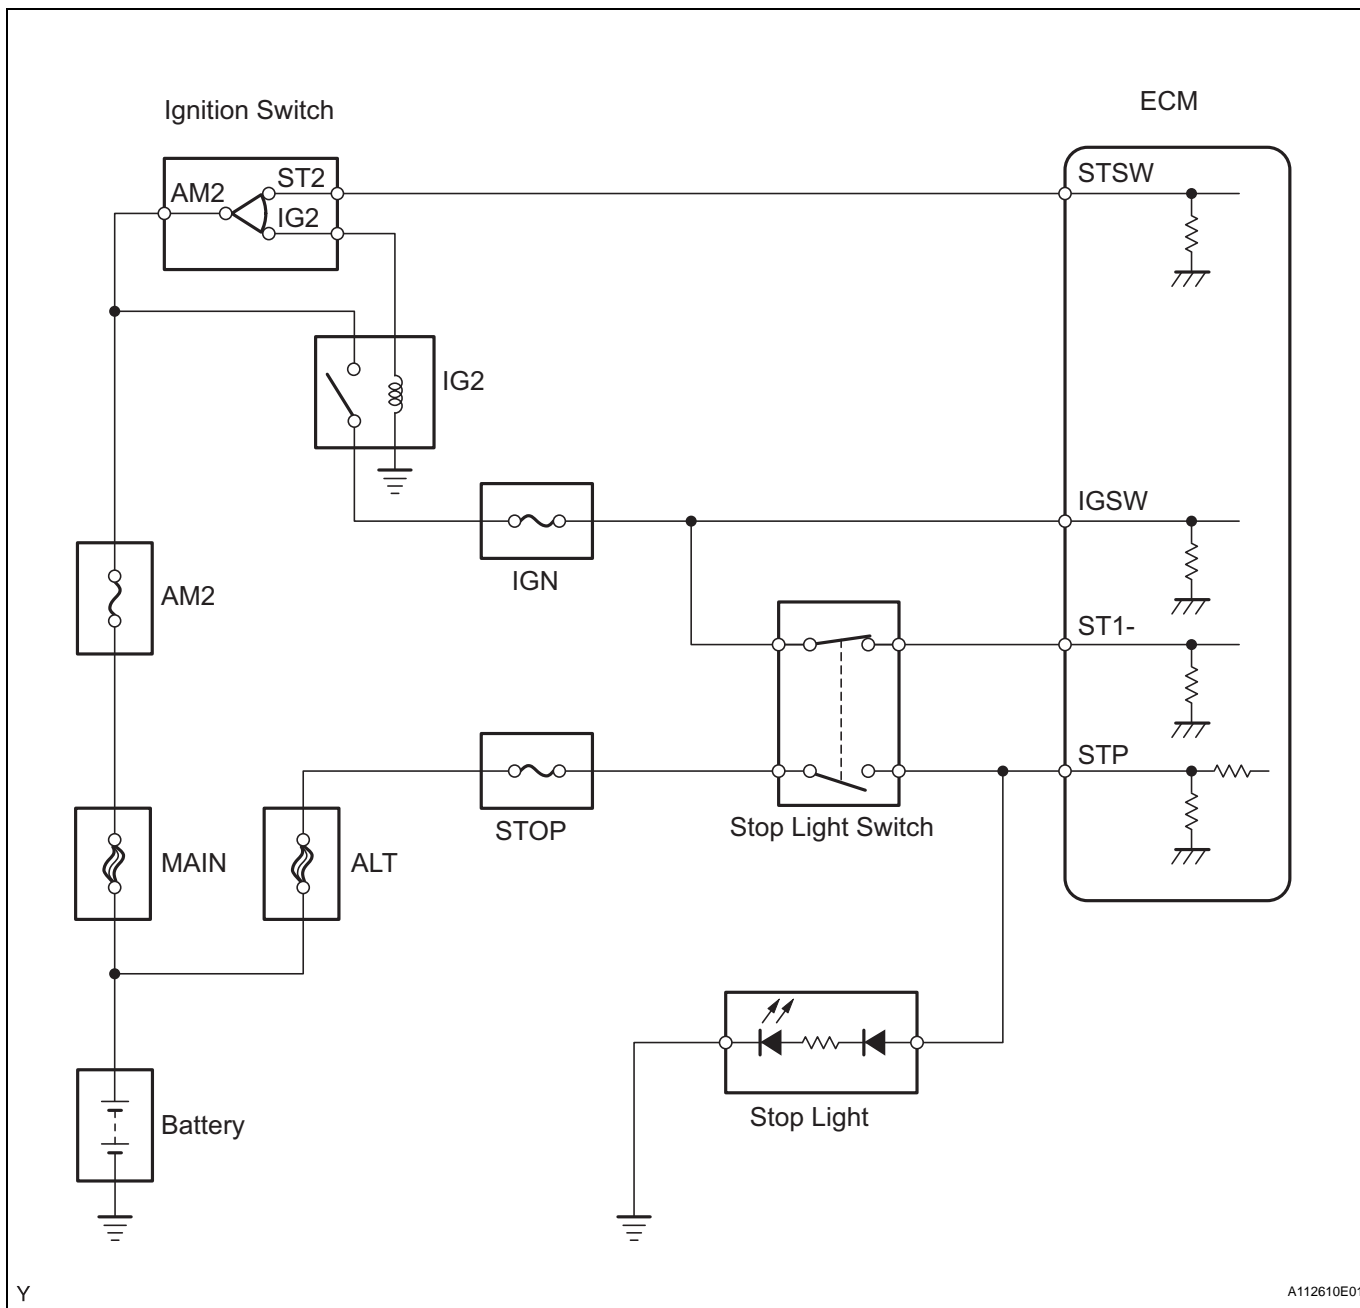 Ignition Switch
ECM
AM2
ST2
IG2
STSW
IG2
IGSW
IGN
AM2
ST1-
STP
STOP
Stop Light Switch
MAIN
ALT
Battery
Stop Light
Y
A112610E01